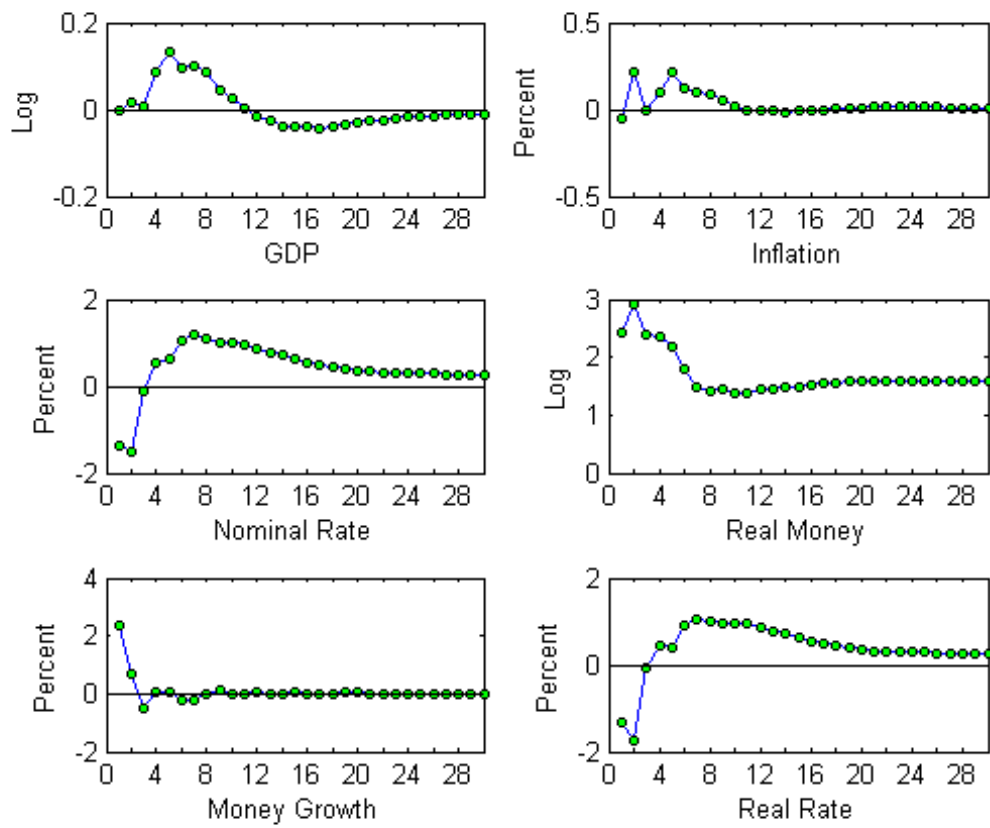 0.2
0
-0.2
Log
0 4 8 12 16 20 24 28
GDP
0.5
0
-0.5
Percent
0 4 8 12 16 20 24 28
Inflation
2
0
-2
Percent
0 4 8 12 16 20 24 28
Nominal Rate
3
2
1
0
Log
0 4 8 12 16 20 24 28
Real Money
4
2
0
-2
Percent
0 4 8 12 16 20 24 28
Money Growth
2
0
-2
Percent
0 4 8 12 16 20 24 28
Real Rate